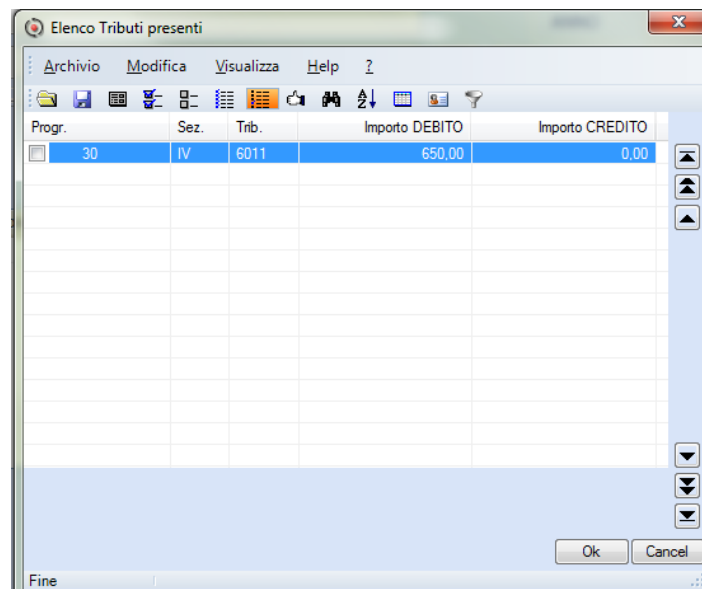 Elenco Tributi presenti
Archivio Modifica Visualizza Help ?
Progr. Sez. Trib. Importo DEBITO Importo CREDITO
30 IV 6011 650,00 0,00
Ok Cancel
Fine